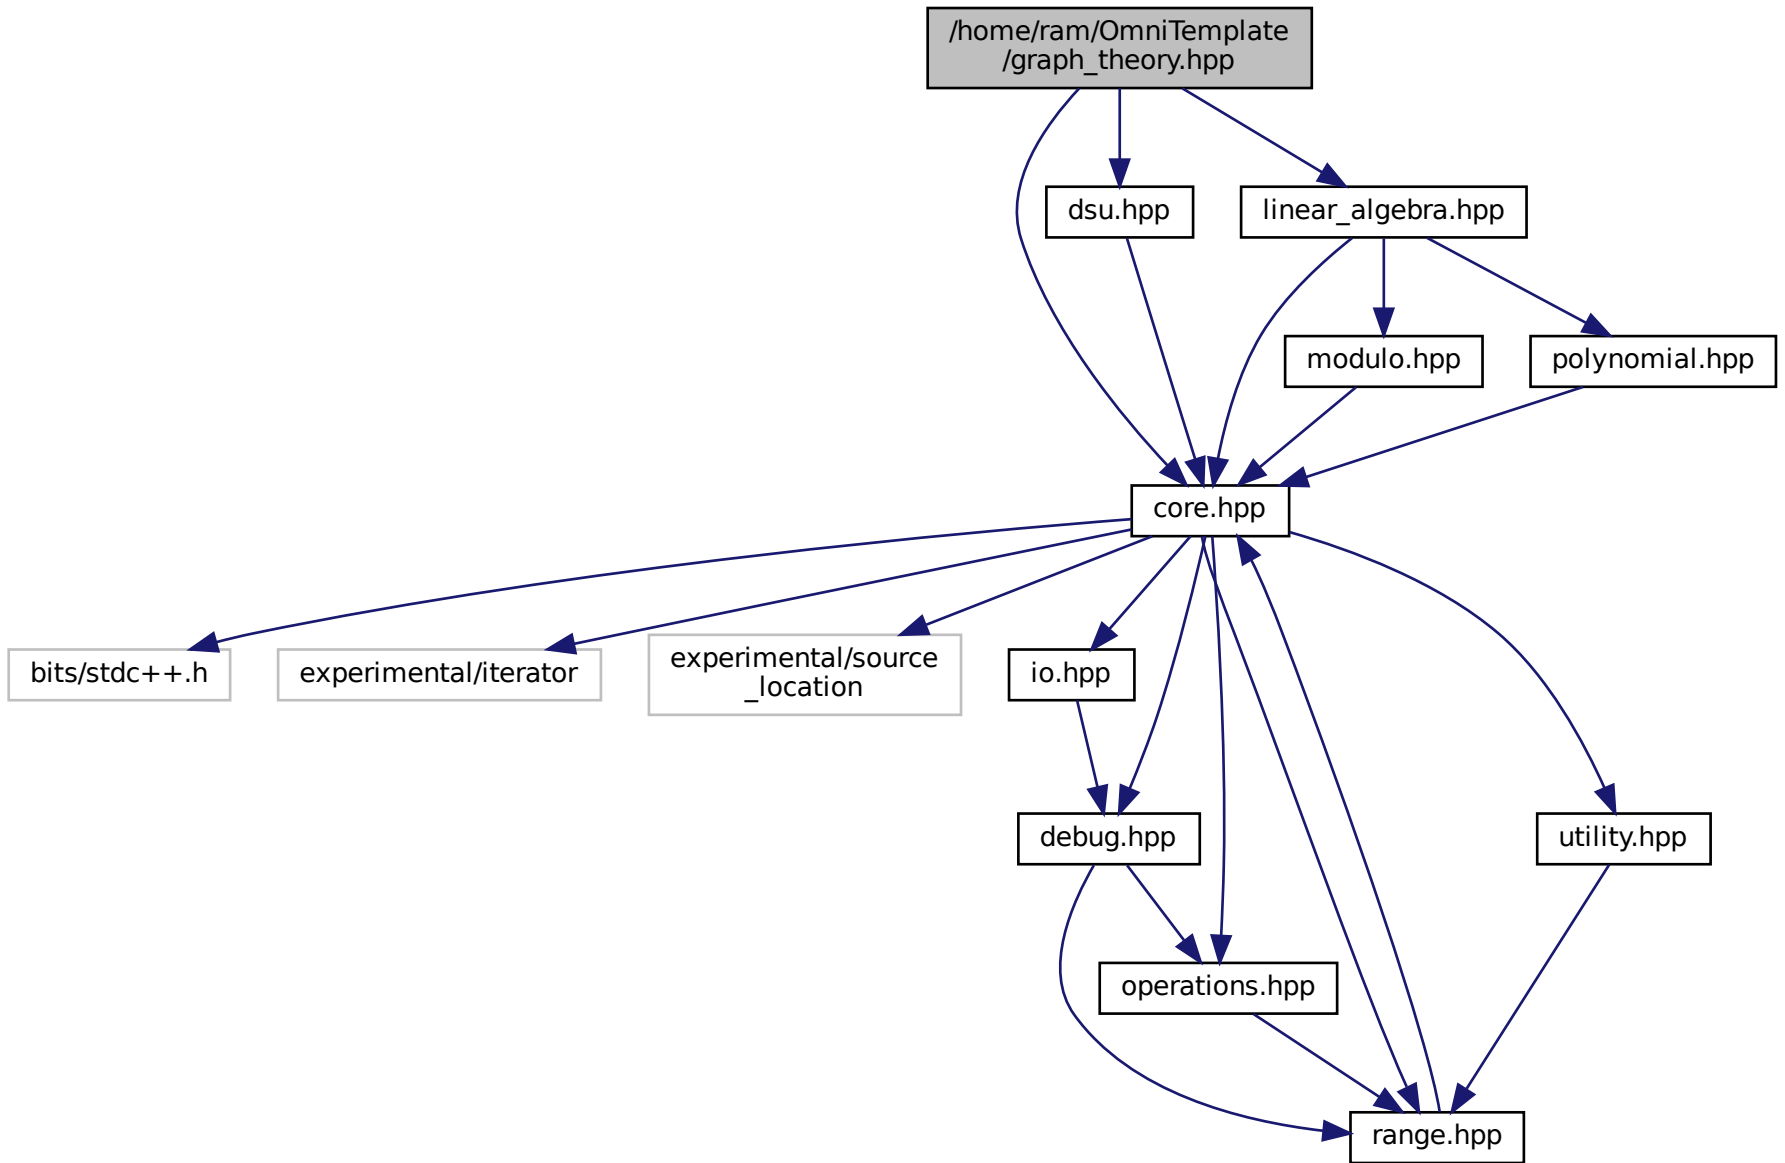 /home/ram/OmniTemplate
/graph_theory.hpp
dsu.hpp
linear_algebra.hpp
modulo.hpp
polynomial.hpp
core.hpp
bits/stdc++.h
experimental/iterator
experimental/source
_location
io.hpp
debug.hpp
utility.hpp
operations.hpp
range.hpp